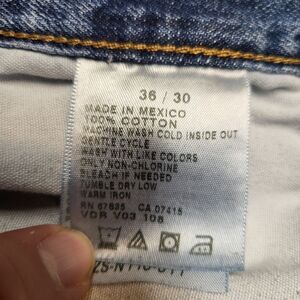 36 / 30
MADE IN MEXICO
100% COTTON
MACHINE WASH COLD INSIDE OUT
GENTLE CYCLE
WASH WITH LIKE COLORS
ONLY NON-CHLORINE
BLEACH IF NEEDED
TUMBLE DRY LOW
WARM IRON
RN 67835 CA 07415
VDR V03 108